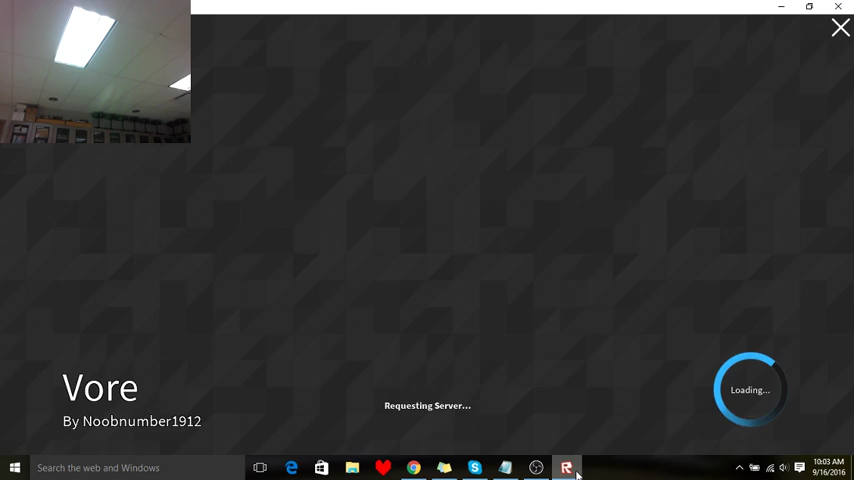 Vore
By Noobnumber1912
Requesting Server...
Loading...
Search the web and Windows
10:03 AM
9/16/2016